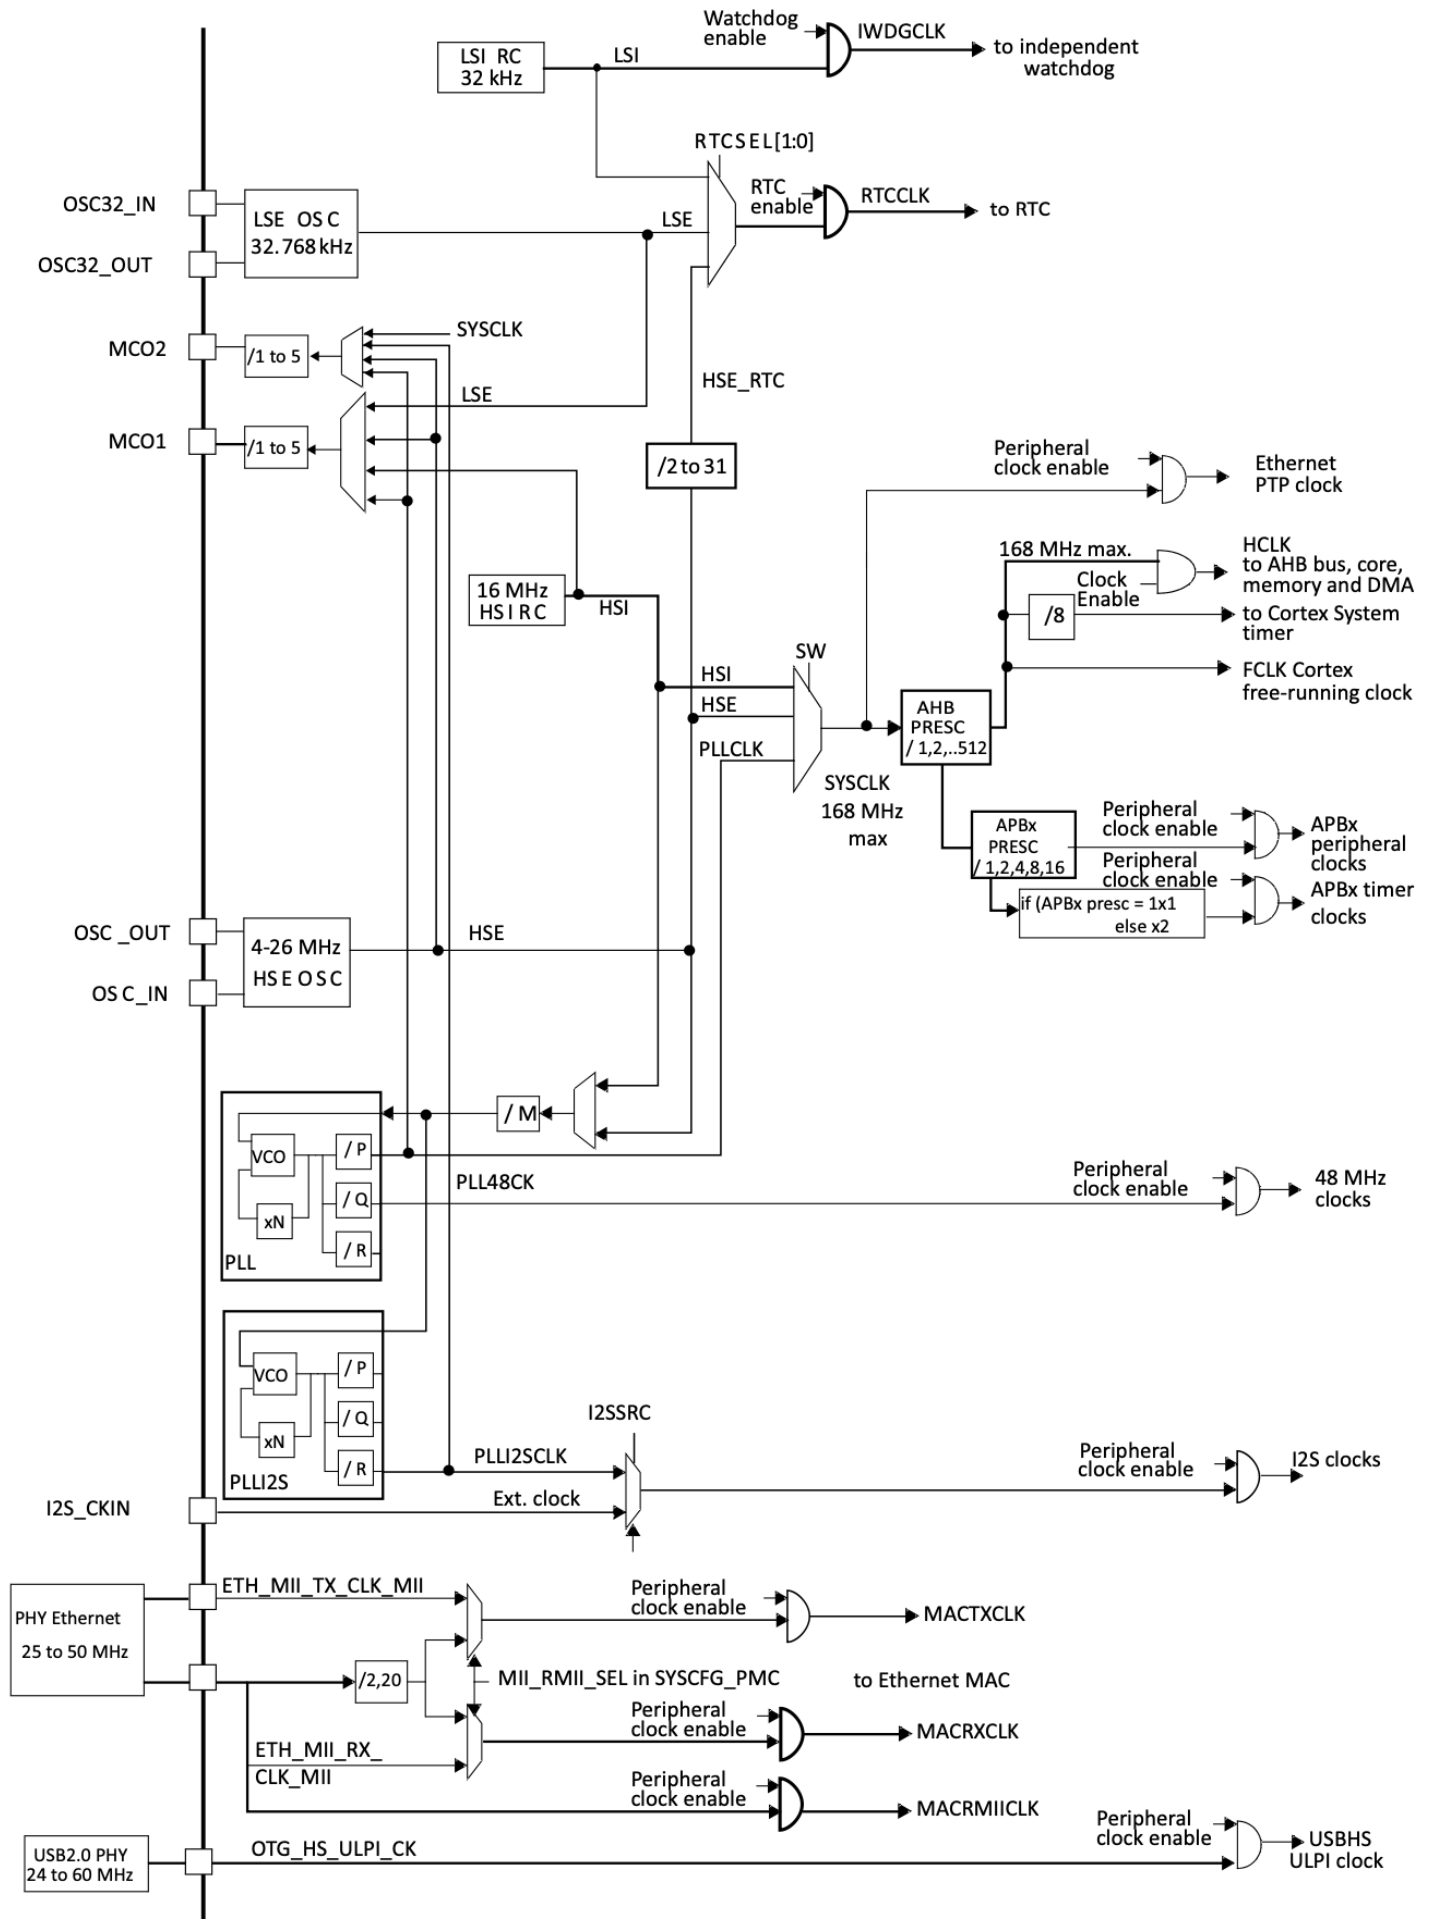 Watchdog
enable
IWDGCLK
to independent
watchdog
LSI RC
32 kHz
LSI
RTCSEL[1:0]
OSC32_IN
LSE OSC
32.768 kHz
OSC32_OUT
LSE
RTC
enable
RTCCLK
to RTC
MCO2
/1 to 5
SYSCLK
HSE_RTC
LSE
MCO1
/1 to 5
/2 to 31
Peripheral
clock enable
Ethernet
PTP clock
16 MHz
HSI RC
HSI
168 MHz max.
Clock
Enable
HCLK
to AHB bus, core,
memory and DMA
/8
to Cortex System
timer
SW
HSI
HSE
PLLCLK
FCLK Cortex
free-running clock
AHB
PRESC
/ 1,2,..512
SYSCLK
168 MHz
max
APBx
PRESC
/ 1,2,4,8,16
Peripheral
clock enable
APBx
peripheral
clocks
Peripheral
clock enable
if (APBx presc = 1x1
else x2
APBx timer
clocks
OSC _OUT
4-26 MHz
HSE OSC
OSC_IN
HSE
/ M
VCO
xN
/ P
/ Q
/ R
PLL
PLL48CK
Peripheral
clock enable
48 MHz
clocks
VCO
xN
/ P
/ Q
/ R
PLLI2S
I2SSRC
PLLI2SCLK
Ext. clock
I2S_CKIN
Peripheral
clock enable
I2S clocks
PHY Ethernet
25 to 50 MHz
ETH_MII_TX_CLK_MII
Peripheral
clock enable
MACTXCLK
/2,20
MII_RMII_SEL in SYSCFG_PMC
to Ethernet MAC
Peripheral
clock enable
MACRXCLK
ETH_MII_RX_
CLK_MII
Peripheral
clock enable
MACRMIICLK
USB2.0 PHY
24 to 60 MHz
OTG_HS_ULPI_CK
Peripheral
clock enable
USBHS
ULPI clock